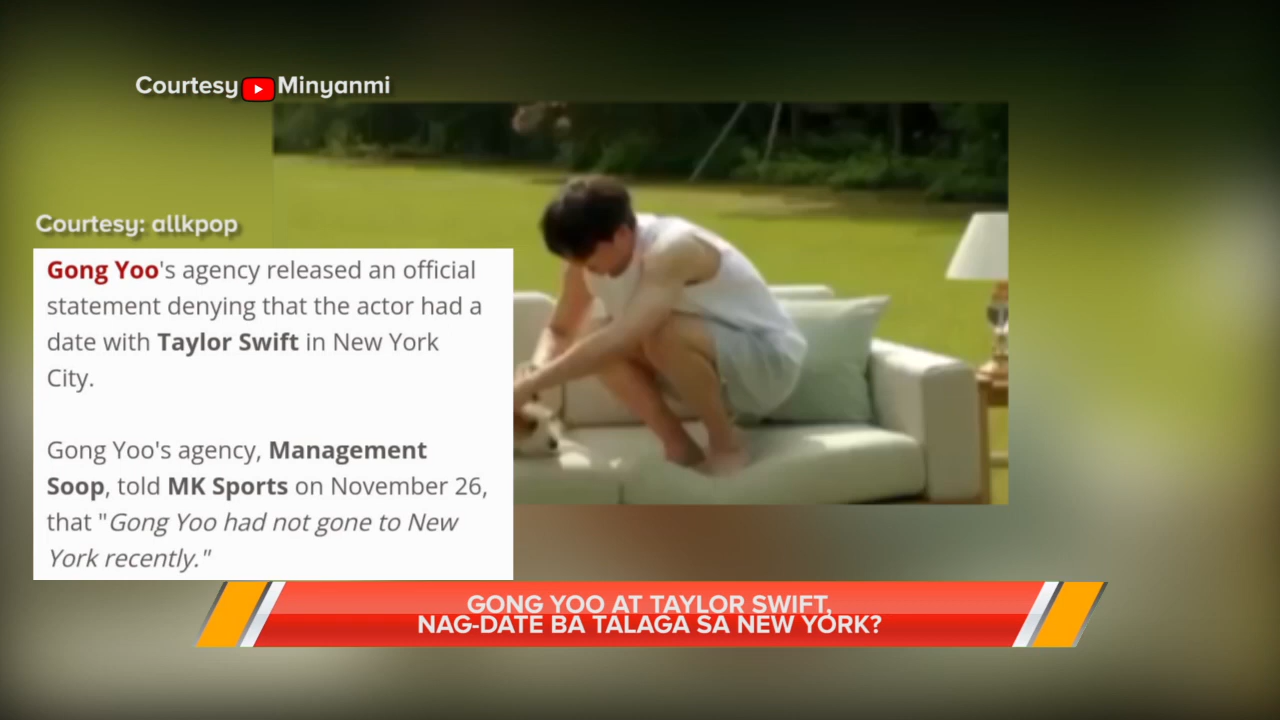 Courtesy Minyanmi
Courtesy: allkpop
Gong Yoo's agency released an official
statement denying that the actor had a
date with Taylor Swift in New York
City.
Gong Yoo's agency, Management
Soop, told MK Sports on November 26,
that "Gong Yoo had not gone to New
York recently."
GONG YOO AT TAYLOR SWIFT,
NAG-DATE BA TALAGA SA NEW YORK?